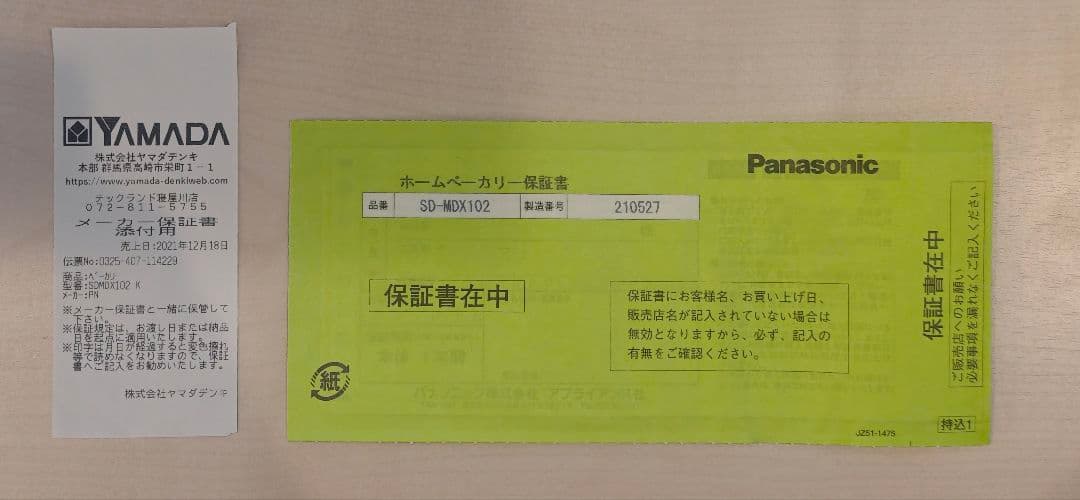 YAMADA
株式会社ヤマダデンキ
本部 群馬県高崎市栄町1-1
https://www.yamada-denkiweb.com
テックランド寝屋川店
072-811-5755
メーカー保証書
添付用
売上日:2021年12月18日
伝票No:0325-407-114229
商品:ベーカリー
型番:SDMDX102 K
メーカー:PN
※メーカー保証書と一緒に保管して
下さい。
※保証規定は、お渡し日または納品
日を起点に適用いたします。
※印字は月日が経過すると変色擦れ
等で読めなくなりますので、保証
書へご記入をお勧めいたします。
株式会社ヤマダデンキ
Panasonic
ホームベーカリー保証書
品番 SD-MDX102 製造番号 210527
保証書在中
保証書にお客様名、お買い上げ日、
販売店名が記入されていない場合は
無効となりますから、必ず、記入の
有無をご確認ください。
紙
保証書在中
ご販売店へのお願い
必要事項を漏れなくご記入ください
持込1
JZ51-1475